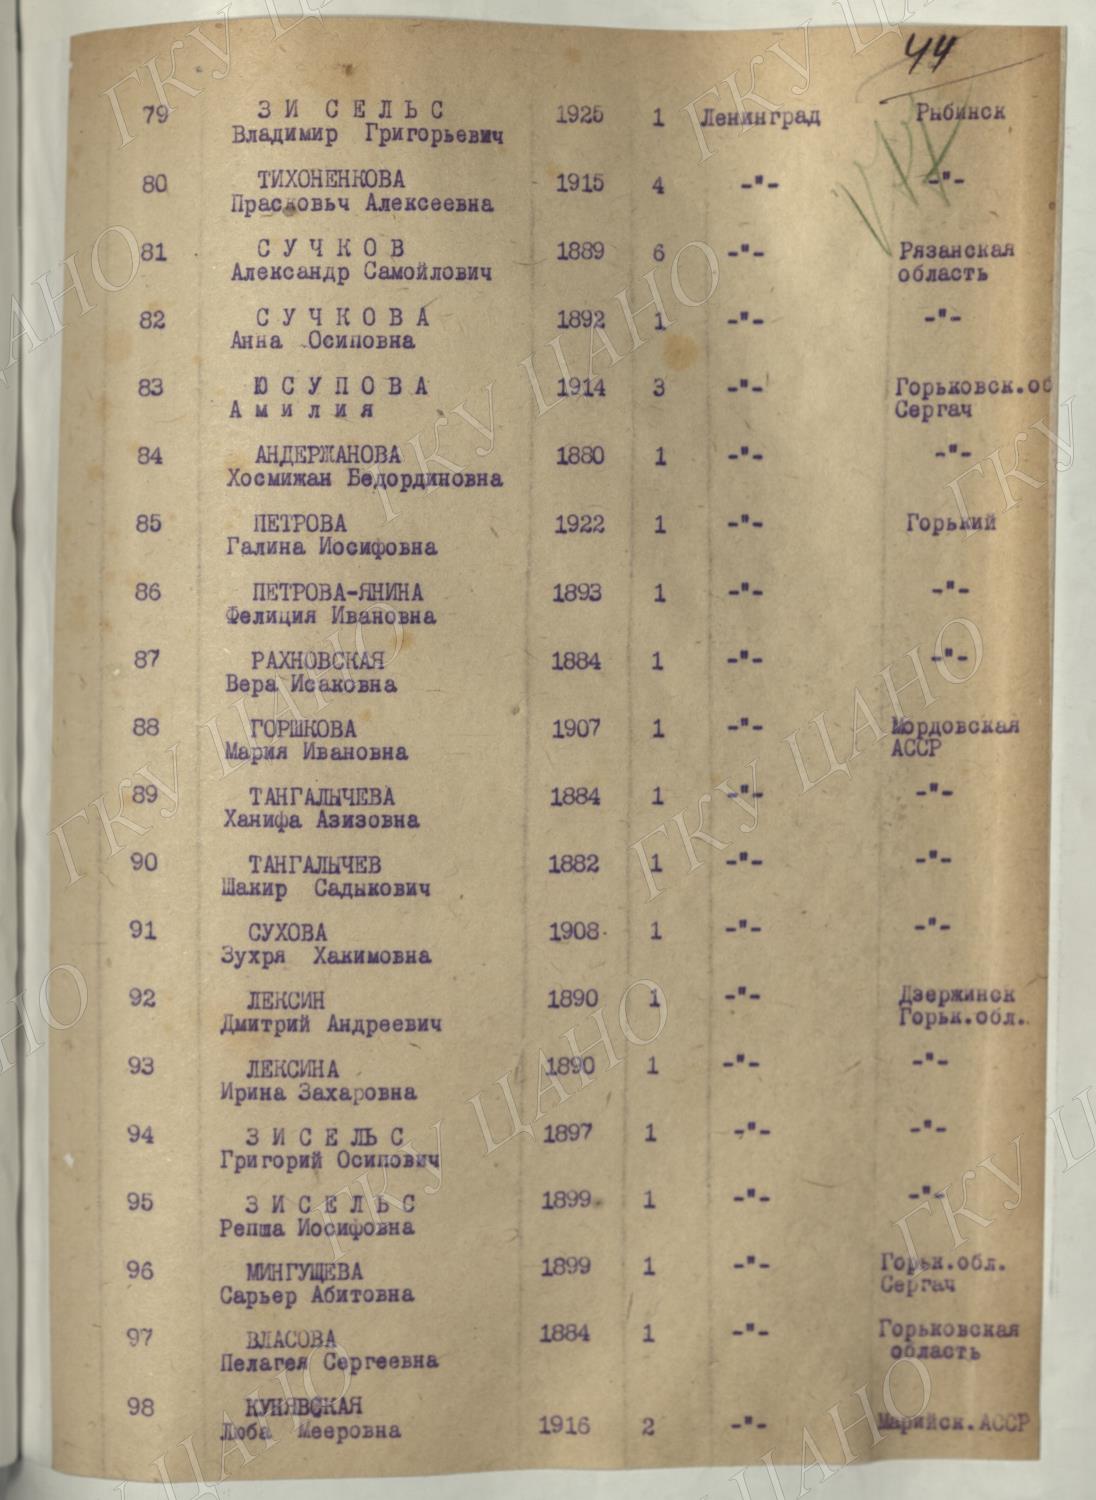 44
79 ЗИСЕЛЬС 1925 1 Ленинград Рыбинск
Владимир Григорьевич
80 ТИХОНЕНКОВА 1915 4 -"- -"-
Прасковьч Алексеевна
81 СУЧКОВ 1889 6 -"- Рязанская
Александр Самойлович область
82 СУЧКОВА 1892 1 -"- -"-
Анна Осиповна
83 ЮСУПОВА 1914 3 -"- Горьковск.об
Амилия Сергач
84 АНДЕРЖАНОВА 1880 1 -"- -"-
Хосмижан Бедординовна
85 ПЕТРОВА 1922 1 -"- Горький
Галина Иосифовна
86 ПЕТРОВА-ЯНИНА 1893 1 -"- -"-
Фелиция Ивановна
87 РАХНОВСКАЯ 1884 1 -"- -"-
Вера Исаковна
88 ГОРШКОВА 1907 1 -"- Мордовская
Мария Ивановна АССР
89 ТАНГАЛЫЧЕВА 1884 1 -"- -"-
Ханифа Азизовна
90 ТАНГАЛЫЧЕВ 1882 1 -"- -"-
Шакир Садыкович
91 СУХОВА 1908 1 -"- -"-
Зухря Хакимовна
92 ЛЕКСИН 1890 1 -"- Дзержинск
Дмитрий Андреевич Горьк.обл.
93 ЛЕКСИНА 1890 1 -"- -"-
Ирина Захаровна
94 ЗИСЕЛЬС 1897 1 -"- -"-
Григорий Осипович
95 ЗИСЕЛЬС 1899 1 -"- -"-
Репша Иосифовна
96 МИНГУЩЕВА 1899 1 -"- Горьк.обл.
Сарьер Абитовна Сергач
97 ВЛАСОВА 1884 1 -"- Горьковская
Пелагея Сергеевна область
98 КУНЯВСКАЯ
Люба Мееровна 1916 2 -"- Марийск.АССР
ГКУ ЦАНО